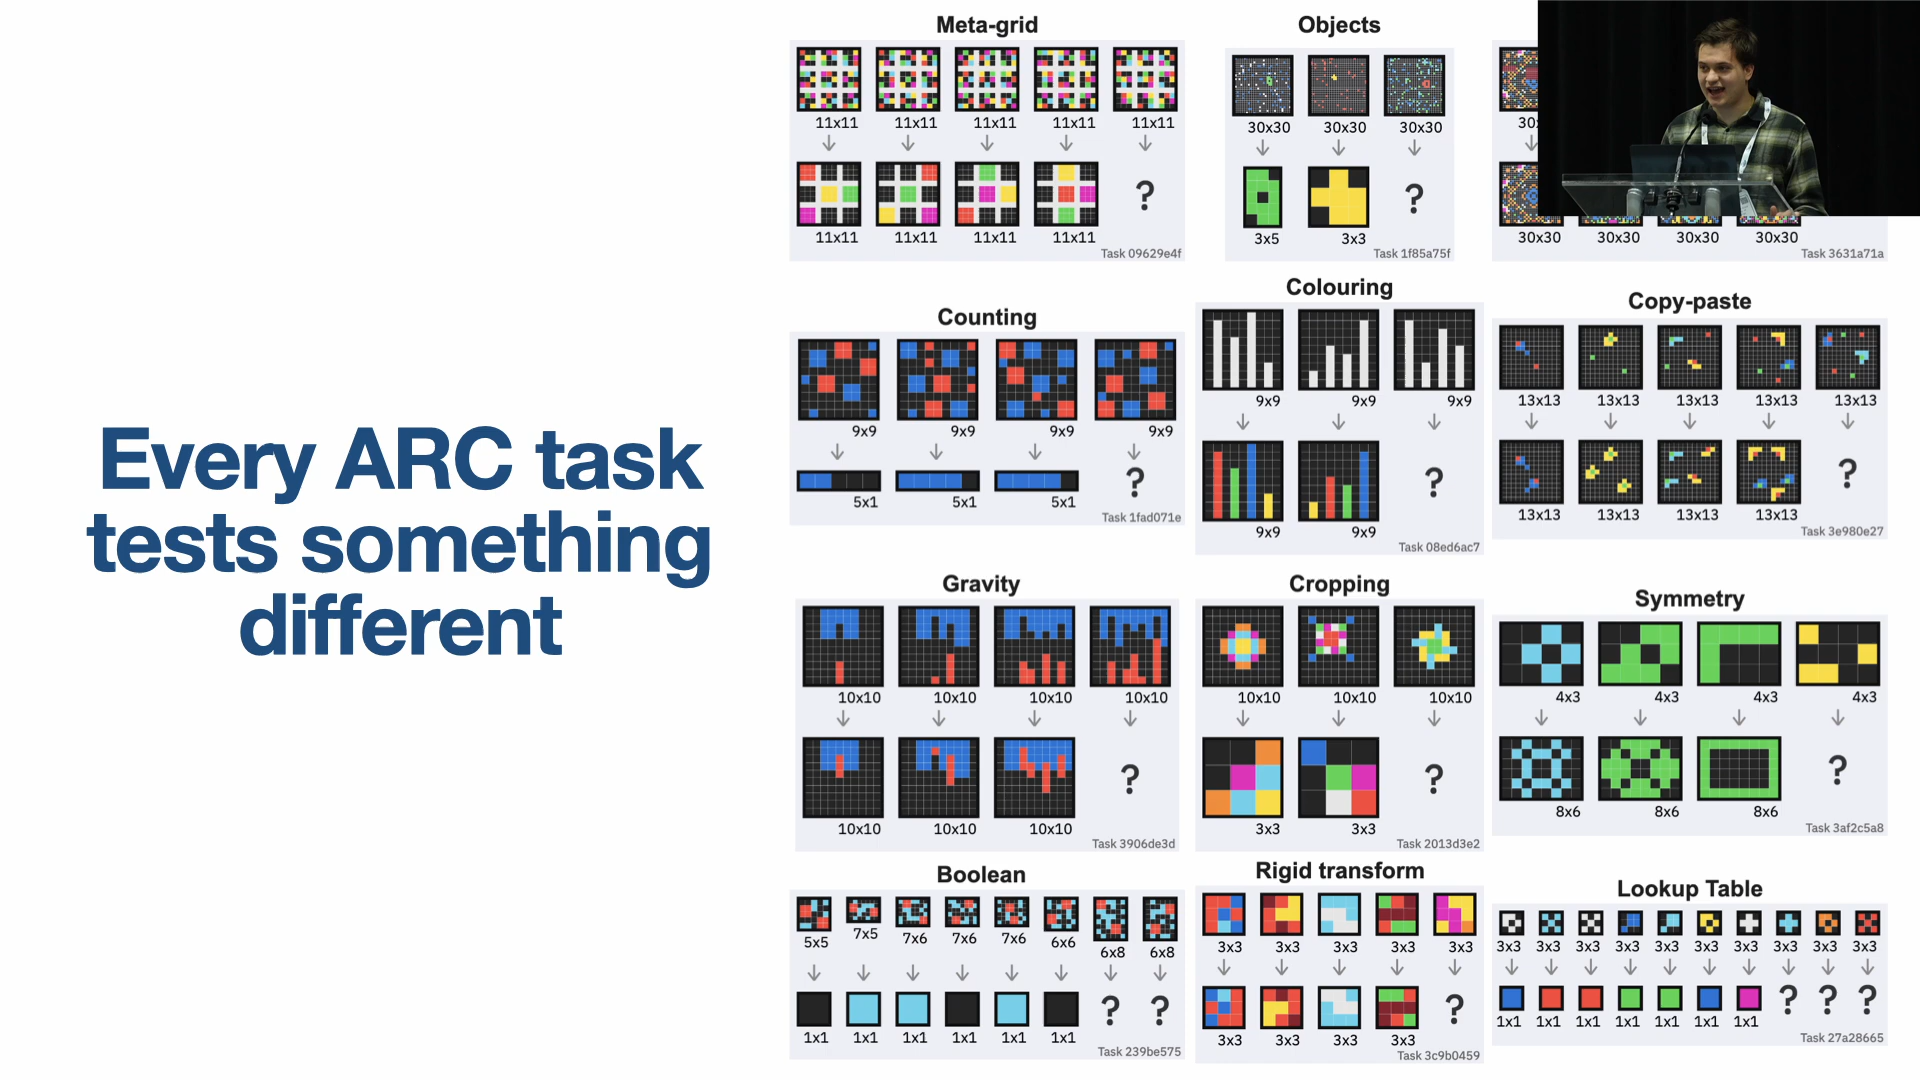 Every ARC task
tests something
different
Meta-grid
11x11 11x11 11x11 11x11 11x11
?
11x11 11x11 11x11 11x11
Task 09629e4f
Objects
30x30 30x30 30x30
?
3x5 3x3
Task 1f85a75f
30x30 30x30 30x30 30x30
Task 3631a71a
Counting
9x9 9x9 9x9 9x9
?
5x1 5x1 5x1
Task 1fad071e
Colouring
9x9 9x9 9x9
?
9x9 9x9
Task 08ed6ac7
Copy-paste
13x13 13x13 13x13 13x13 13x13
?
13x13 13x13 13x13 13x13
Task 3e980e27
Gravity
10x10 10x10 10x10 10x10
?
10x10 10x10 10x10
Task 3906de3d
Cropping
10x10 10x10 10x10
?
3x3 3x3
Task 2013d3e2
Symmetry
4x3 4x3 4x3 4x3
?
8x6 8x6 8x6
Task 3af2c5a8
Boolean
5x5 7x5 7x6 7x6 7x6 6x6 6x8 6x8
? ?
1x1 1x1 1x1 1x1 1x1 1x1
Task 239be575
Rigid transform
3x3 3x3 3x3 3x3 3x3
?
3x3 3x3 3x3 3x3
Task 3c9b0459
Lookup Table
3x3 3x3 3x3 3x3 3x3 3x3 3x3 3x3 3x3 3x3
? ? ?
1x1 1x1 1x1 1x1 1x1 1x1 1x1
Task 27a28665